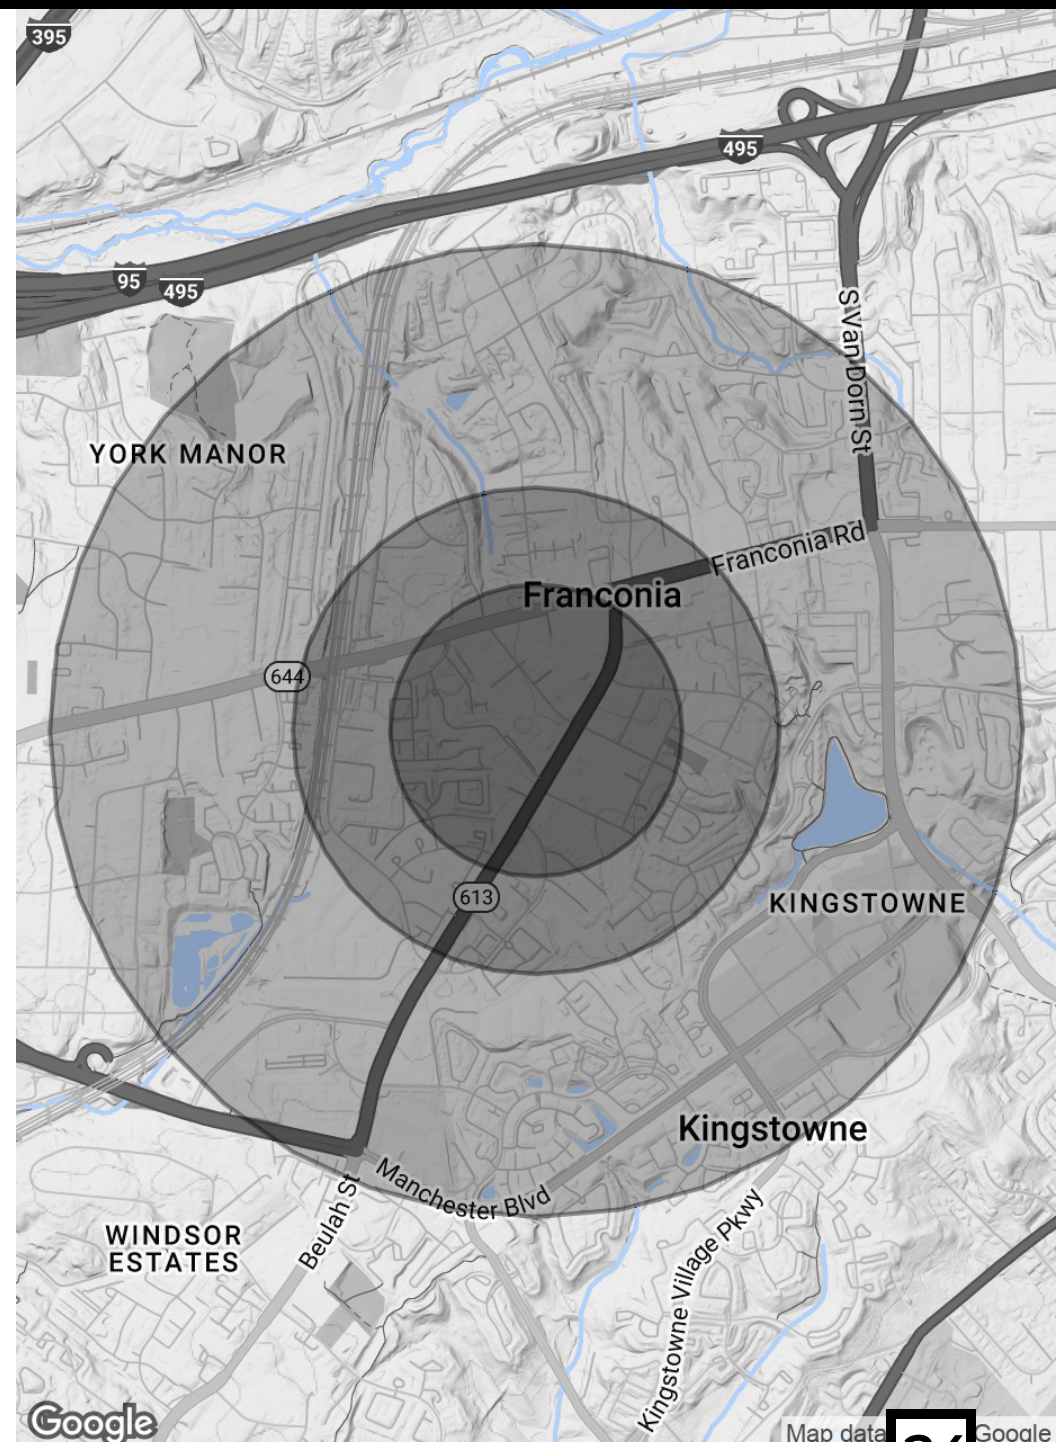 395
495
95
495
S Van Dorn St
YORK MANOR
Franconia Rd
Franconia
644
613
KINGSTOWNE
Kingstowne
Manchester Blvd
Beulah St
WINDSOR
ESTATES
Kingstowne Village Pkwy
Google
Map data
Google